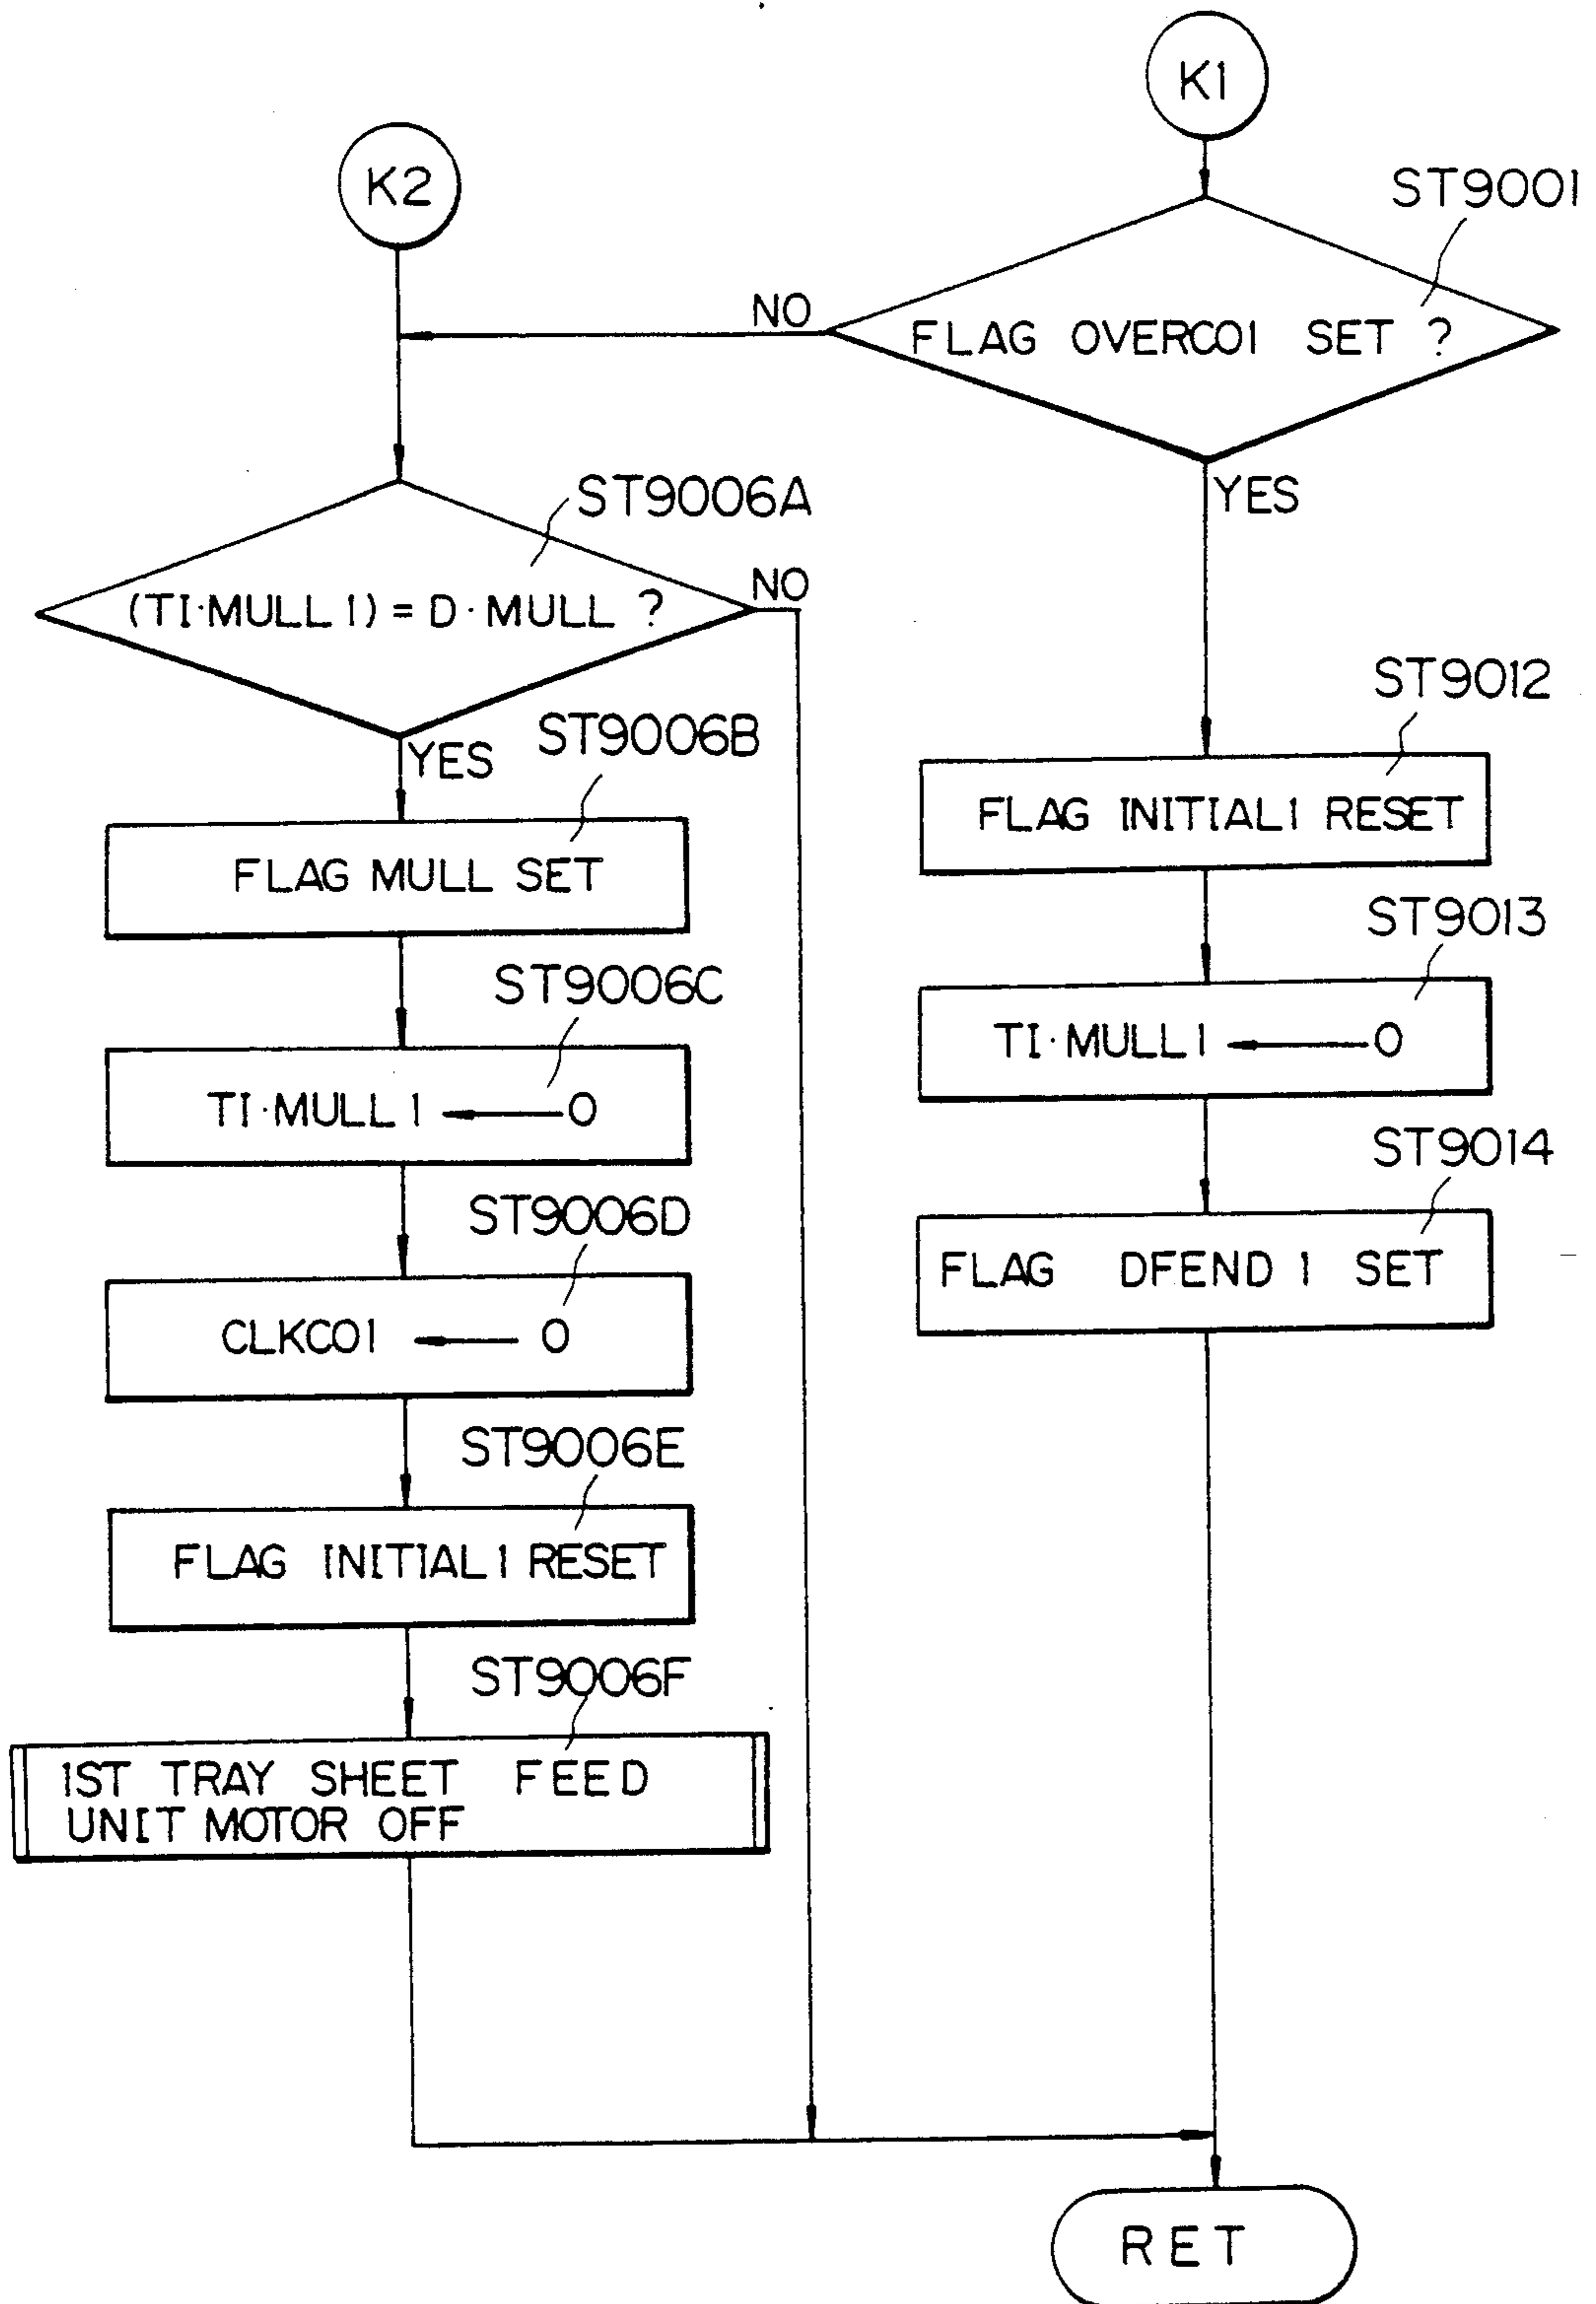 K1
K2
ST9001
NO
FLAG OVERCO1 SET ?
YES
ST9006A
(TI·MULL1) = D·MULL ?
NO
YES
ST9006B
FLAG MULL SET
ST9006C
TI·MULL1 ← 0
ST9006D
CLKCO1 ← 0
ST9006E
FLAG INITIAL1 RESET
ST9006F
1ST TRAY SHEET FEED
UNIT MOTOR OFF
ST9012
FLAG INITIAL1 RESET
ST9013
TI·MULL1 ← 0
ST9014
FLAG DFEND1 SET
RET